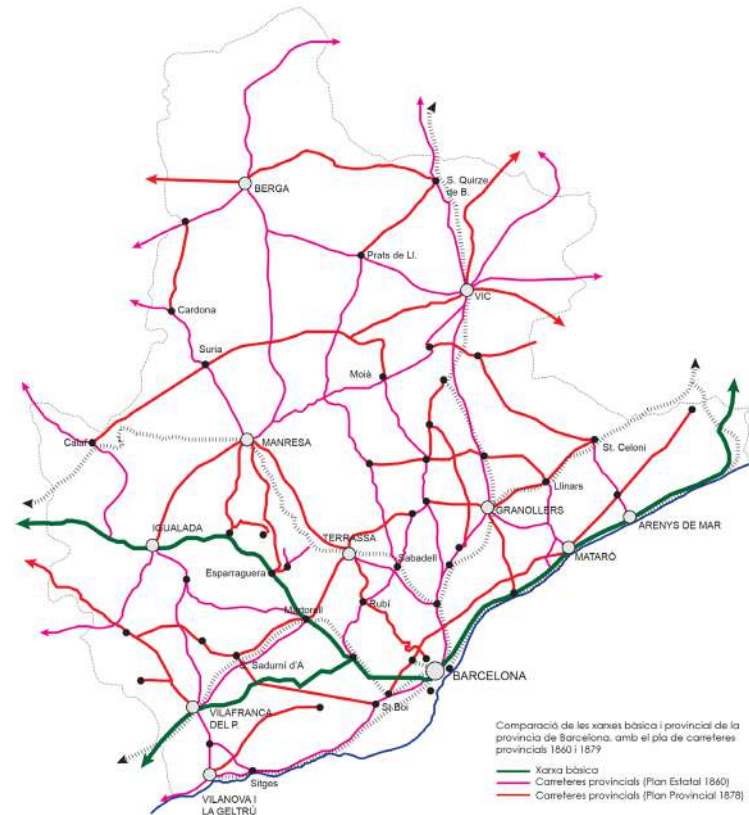 BERGA
S. Quirze
de B.
Prats de Ll.
VIC
Cardona
Suria
Moià
Calaf
MANRESA
St. Celoni
Llinars
GRANOLLERS
ARENYS DE MAR
IGUALADA
TERRASSA
MATARÓ
Sabadell
Esparraguera
Rubí
Martorell
S. Sadurní d'A
BARCELONA
St.Boi
VILAFRANCA
DEL P.
Sitges
VILANOVA I
LA GELTRÚ
Comparació de les xarxes bàsica i provincial de la
provincia de Barcelona, amb el pla de carreteres
provincials 1860 i 1879
Xarxa bàsica
Carreteres provincials (Plan Estatal 1860)
Carreteres provincials (Plan Provincial 1878)